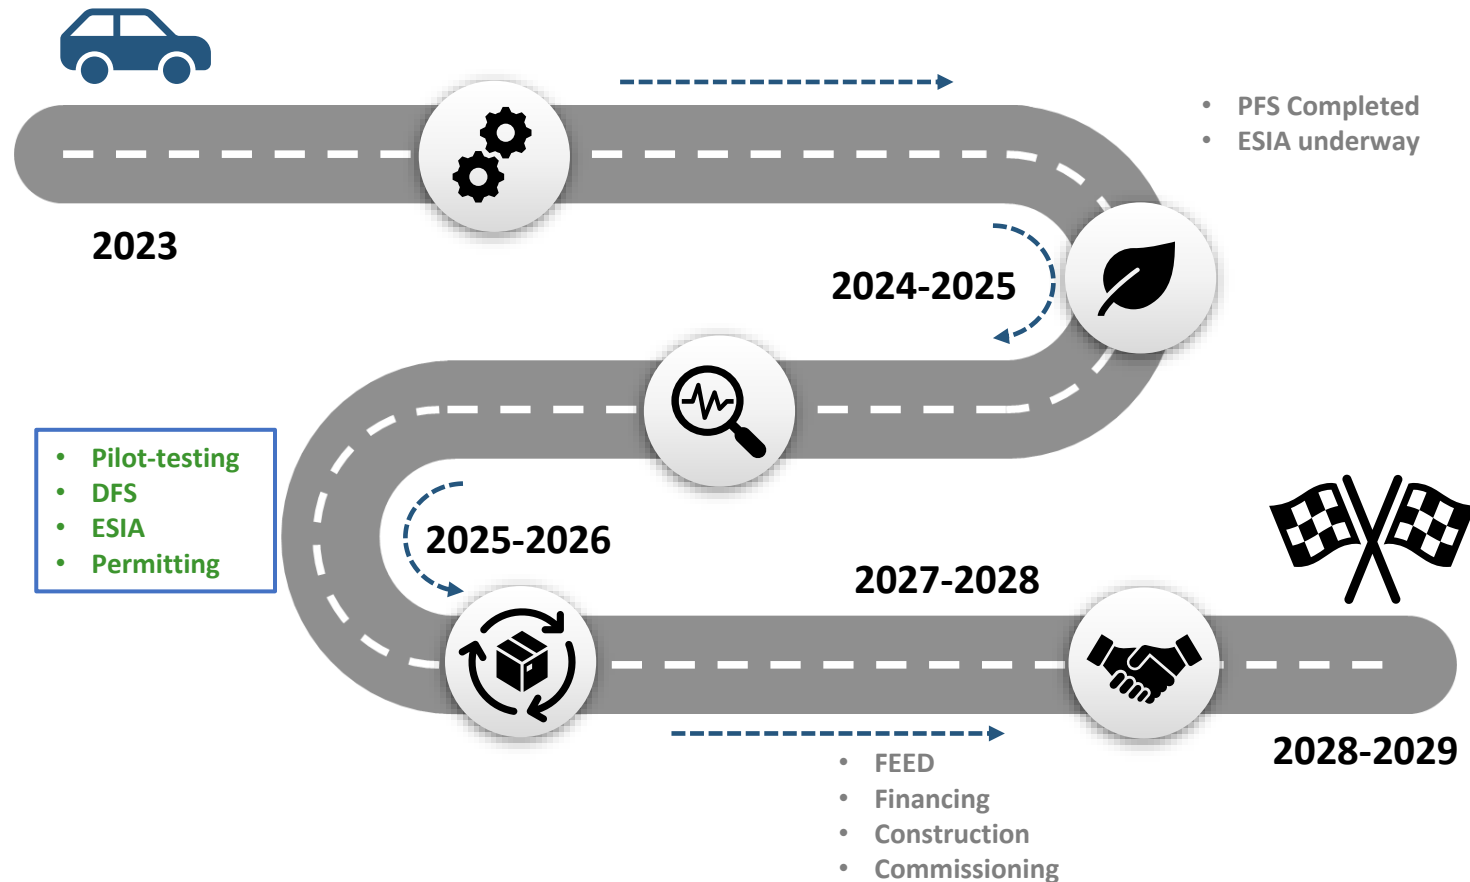 • PFS Completed
• ESIA underway
2023
2024-2025
• Pilot-testing
• DFS
• ESIA
• Permitting
2025-2026
2027-2028
2028-2029
• FEED
• Financing
• Construction
• Commissioning